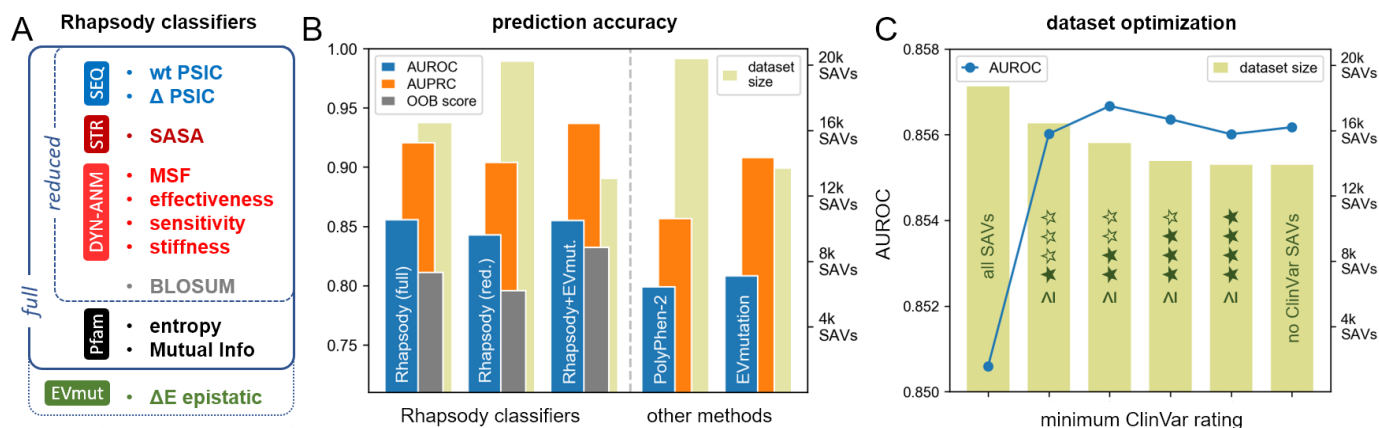 A
Rhapsody classifiers
SEQ
• wt PSIC
• Δ PSIC
STR
• SASA
DYN-ANM
• MSF
• effectiveness
• sensitivity
• stiffness
• BLOSUM
reduced
full
Pfam
• entropy
• Mutual Info
EVmut
• ΔE epistatic
B
prediction accuracy
1.00
0.95
0.90
0.85
0.80
0.75
AUROC
AUPRC
OOB score
dataset
size
20k
SAVs
16k
SAVs
12k
SAVs
8k
SAVs
4k
SAVs
Rhapsody (full)
Rhapsody (red.)
Rhapsody+EVmut.
PolyPhen-2
EVmutation
Rhapsody classifiers
other methods
C
dataset optimization
AUROC
0.858
0.856
0.854
0.852
0.850
AUROC
dataset size
20k
SAVs
16k
SAVs
12k
SAVs
8k
SAVs
4k
SAVs
all SAVs
≥ ★☆☆☆
≥ ★★☆☆
≥ ★★★☆
≥ ★★★★
no ClinVar SAVs
minimum ClinVar rating